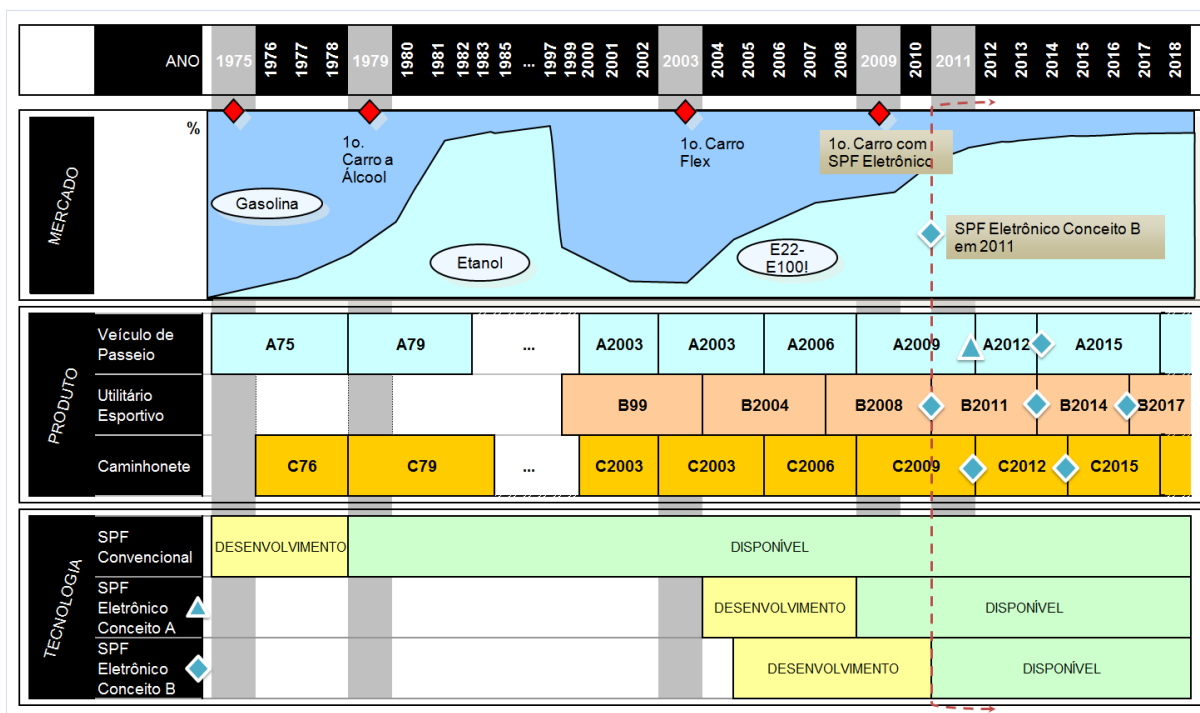 ANO 1975 1976 1977 1978 1979 1980 1981 1982 1983 1985 ... 1997 1999 2000 2001 2002 2003 2004 2005 2006 2007 2008 2009 2010 2011 2012 2013 2014 2015 2016 2017 2018
MERCADO
%
1o.
Carro a
Álcool
1o. Carro
Flex
1o. Carro com
SPF Eletrônico
Gasolina
Etanol
E22-
E100!
SPF Eletrônico Conceito B
em 2011
PRODUTO
Veículo de
Passeio
A75 A79 ... A2003 A2003 A2006 A2009 A2012 A2015
Utilitário
Esportivo
B99 B2004 B2008 B2011 B2014 B2017
Caminhonete
C76 C79 ... C2003 C2003 C2006 C2009 C2012 C2015
TECNOLOGIA
SPF
Convencional
DESENVOLVIMENTO DISPONÍVEL
SPF
Eletrônico
Conceito A
DESENVOLVIMENTO DISPONÍVEL
SPF
Eletrônico
Conceito B
DESENVOLVIMENTO DISPONÍVEL